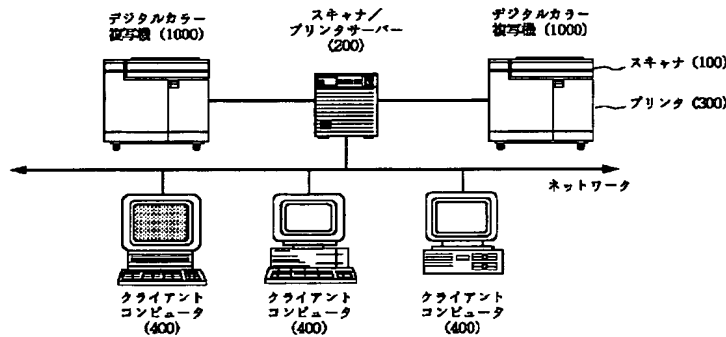 デジタルカラー
複写機 (1000)
スキャナ／
プリンタサーバー
(200)
デジタルカラー
複写機 (1000)
スキャナ (100)
プリンタ (300)
ネットワーク
クライアント
コンピュータ
(400)
クライアント
コンピュータ
(400)
クライアント
コンピュータ
(400)